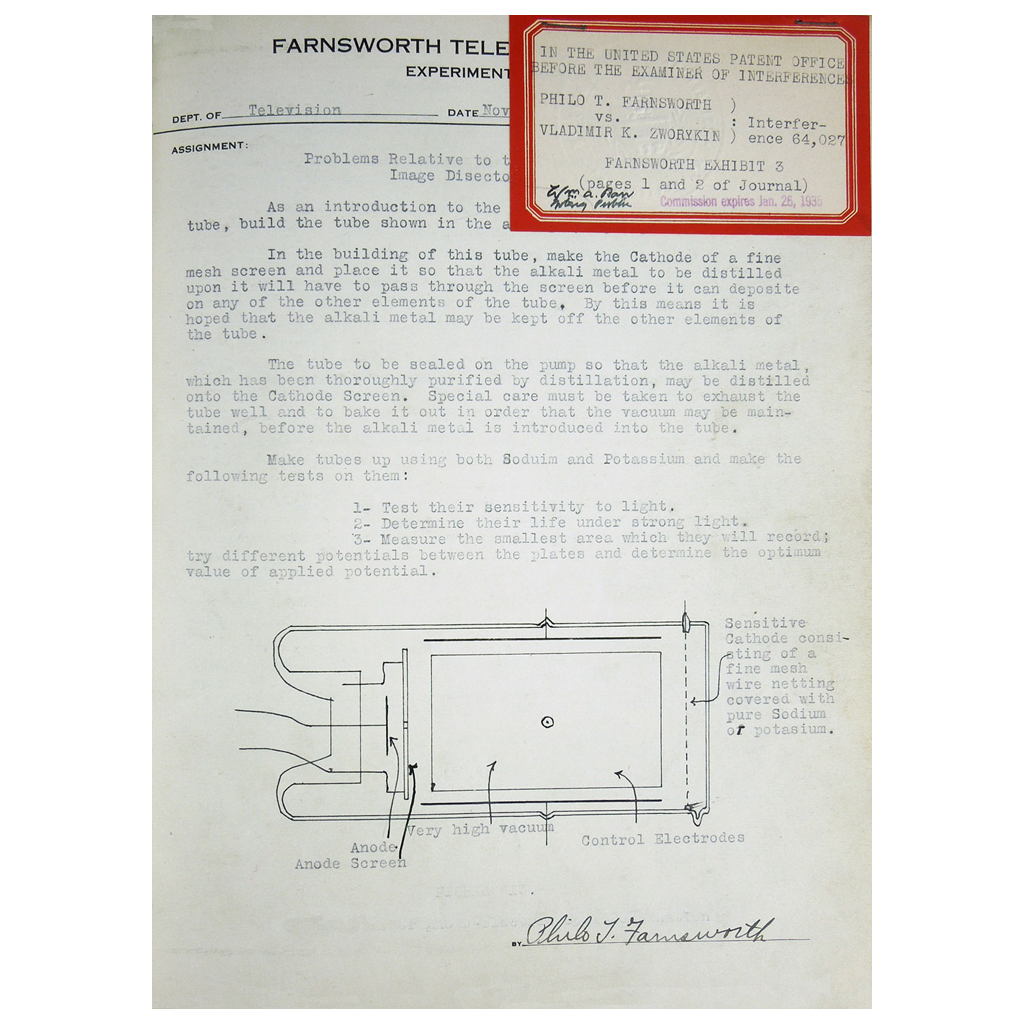 FARNSWORTH TELE
EXPERIMENT
DEPT. OF Television DATE Nov
IN THE UNITED STATES PATENT OFFICE
BEFORE THE EXAMINER OF INTERFERENCES
PHILO T. FARNSWORTH )
vs. : Interfer-
VLADIMIR K. ZWORYKIN ) ence 64,027
FARNSWORTH EXHIBIT 3
(pages 1 and 2 of Journal)
Notary Public
Commission expires Jan. 26, 1935
ASSIGNMENT:
Problems Relative to t
Image Disecto
As an introduction to the
tube, build the tube shown in the a
In the building of this tube, make the Cathode of a fine
mesh screen and place it so that the alkali metal to be distilled
upon it will have to pass through the screen before it can deposite
on any of the other elements of the tube. By this means it is
hoped that the alkali metal may be kept off the other elements of
the tube.
The tube to be sealed on the pump so that the alkali metal,
which has been thoroughly purified by distillation, may be distilled
onto the Cathode Screen. Special care must be taken to exhaust the
tube well and to bake it out in order that the vacuum may be main-
tained, before the alkali metal is introduced into the tube.
Make tubes up using both Soduim and Potassium and make the
following tests on them:
1- Test their sensitivity to light.
2- Determine their life under strong light.
3- Measure the smallest area which they will record;
try different potentials between the plates and determine the optimum
value of applied potential.
Sensitive
Cathode consi-
sting of a
fine mesh
wire netting
covered with
pure Sodium
or potasium.
Very high vacuum
Control Electrodes
Anode
Anode Screen
BY Philo T. Farnsworth